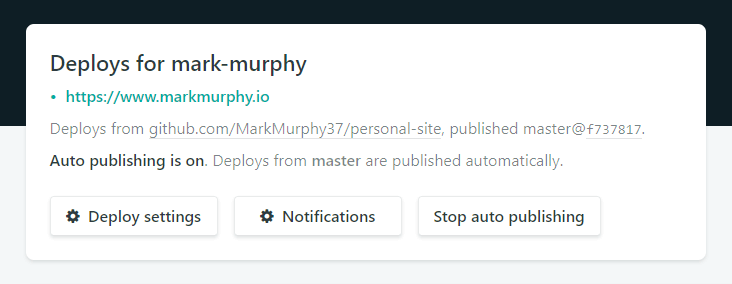 Deploys for mark-murphy
• https://www.markmurphy.io
Deploys from github.com/MarkMurphy37/personal-site, published master@f737817.
Auto publishing is on. Deploys from master are published automatically.
Deploy settings
Notifications
Stop auto publishing